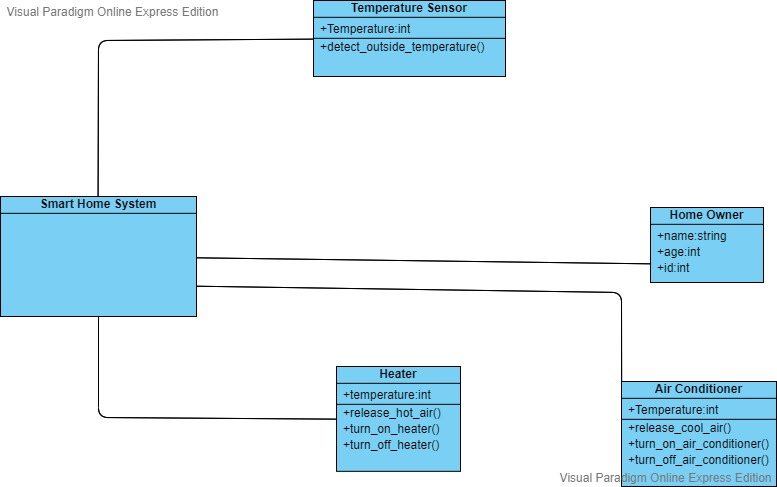 Visual Paradigm Online Express Edition
Temperature Sensor
+Temperature:int
+detect_outside_temperature()
Smart Home System
Home Owner
+name:string
+age:int
+id:int
Heater
+temperature:int
+release_hot_air()
+turn_on_heater()
+turn_off_heater()
Air Conditioner
+Temperature:int
+release_cool_air()
+turn_on_air_conditioner()
+turn_off_air_conditioner()
Visual Paradigm Online Express Edition